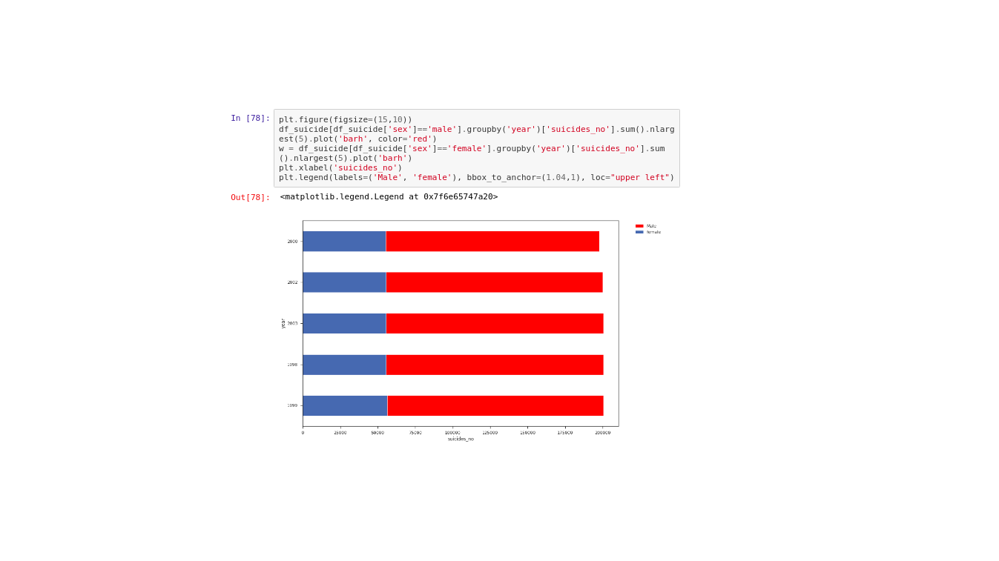 In [78]:
plt.figure(figsize=(15,10))
df_suicide[df_suicide['sex']=='male'].groupby('year')['suicides_no'].sum().nlarg
est(5).plot('barh', color='red')
w = df_suicide[df_suicide['sex']=='female'].groupby('year')['suicides_no'].sum
().nlargest(5).plot('barh')
plt.xlabel('suicides_no')
plt.legend(labels=('Male', 'female'), bbox_to_anchor=(1.04,1), loc="upper left")
Out[78]:
<matplotlib.legend.Legend at 0x7f6e65747a20>
Male
female
2000
2002
2003
1998
1999
year
0 25000 50000 75000 100000 125000 150000 175000 200000
suicides_no